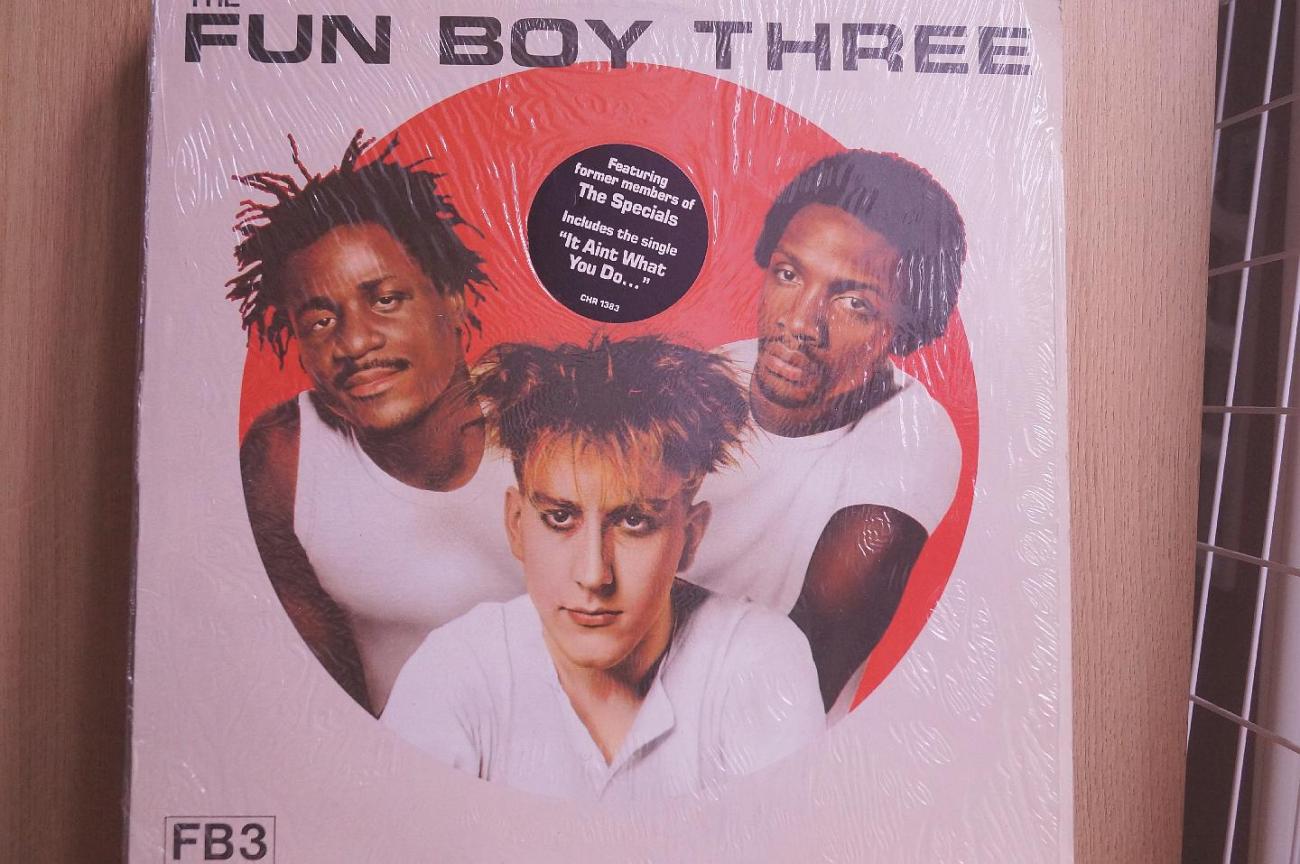 THE
FUN BOY THREE
Featuring
former members of
The Specials
Includes the single
“It Aint What
You Do...”
CHR 1383
FB3